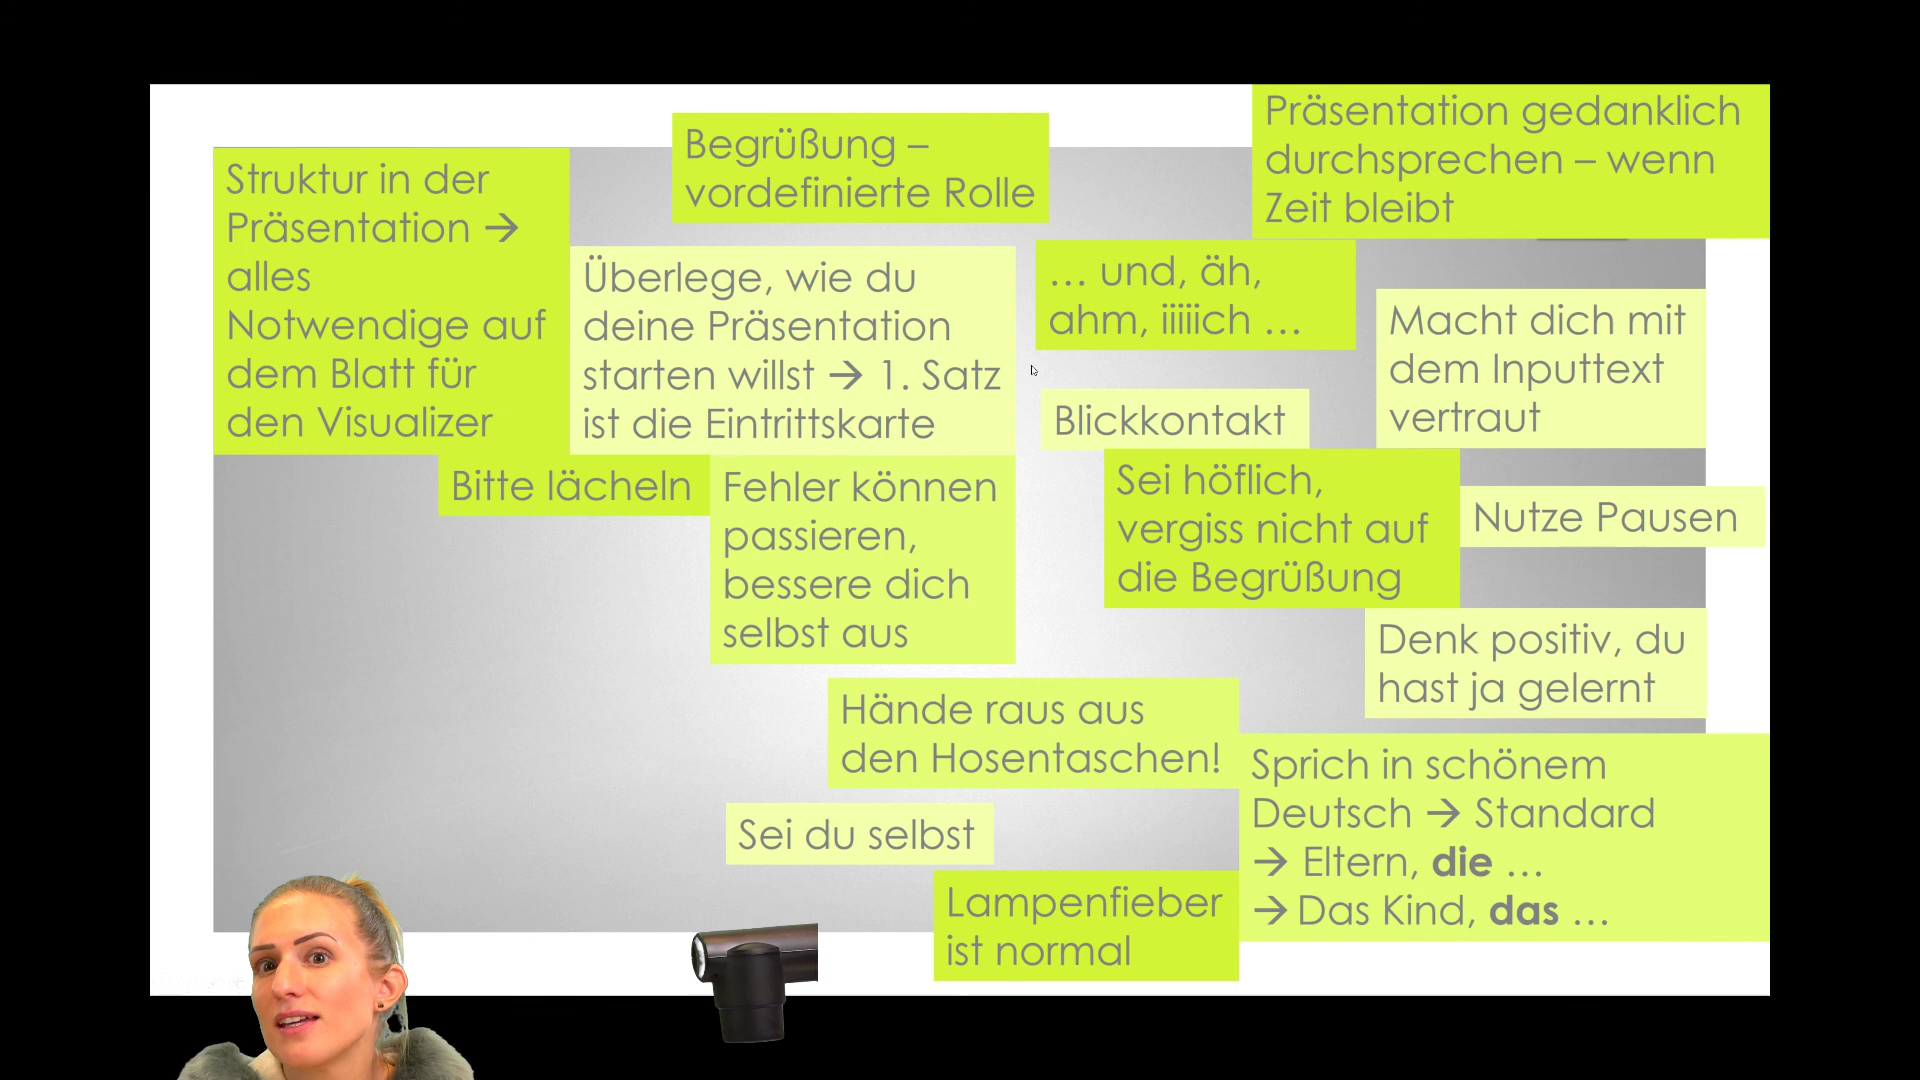 Struktur in der
Präsentation →
alles
Notwendige auf
dem Blatt für
den Visualizer
Begrüßung –
vordefinierte Rolle
Präsentation gedanklich
durchsprechen – wenn
Zeit bleibt
Überlege, wie du
deine Präsentation
starten willst → 1. Satz
ist die Eintrittskarte
… und, äh,
ahm, iiiiich …
Macht dich mit
dem Inputtext
vertraut
Blickkontakt
Bitte lächeln
Fehler können
passieren,
bessere dich
selbst aus
Sei höflich,
vergiss nicht auf
die Begrüßung
Nutze Pausen
Denk positiv, du
hast ja gelernt
Hände raus aus
den Hosentaschen!
Sprich in schönem
Deutsch → Standard
→ Eltern, die …
→ Das Kind, das …
Sei du selbst
Lampenfieber
ist normal